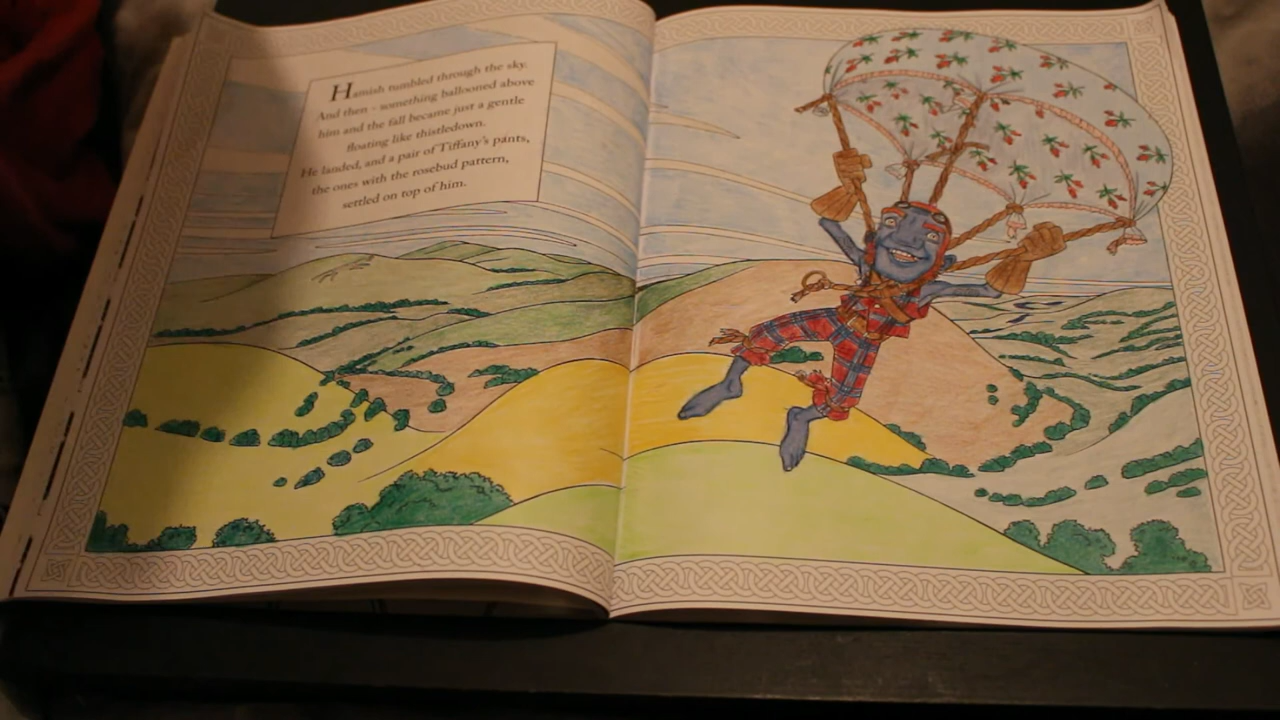 Hamish tumbled through the sky.
And then – something ballooned above
him and the fall became just a gentle
floating like thistledown.
He landed, and a pair of Tiffany's pants,
the ones with the rosebud pattern,
settled on top of him.